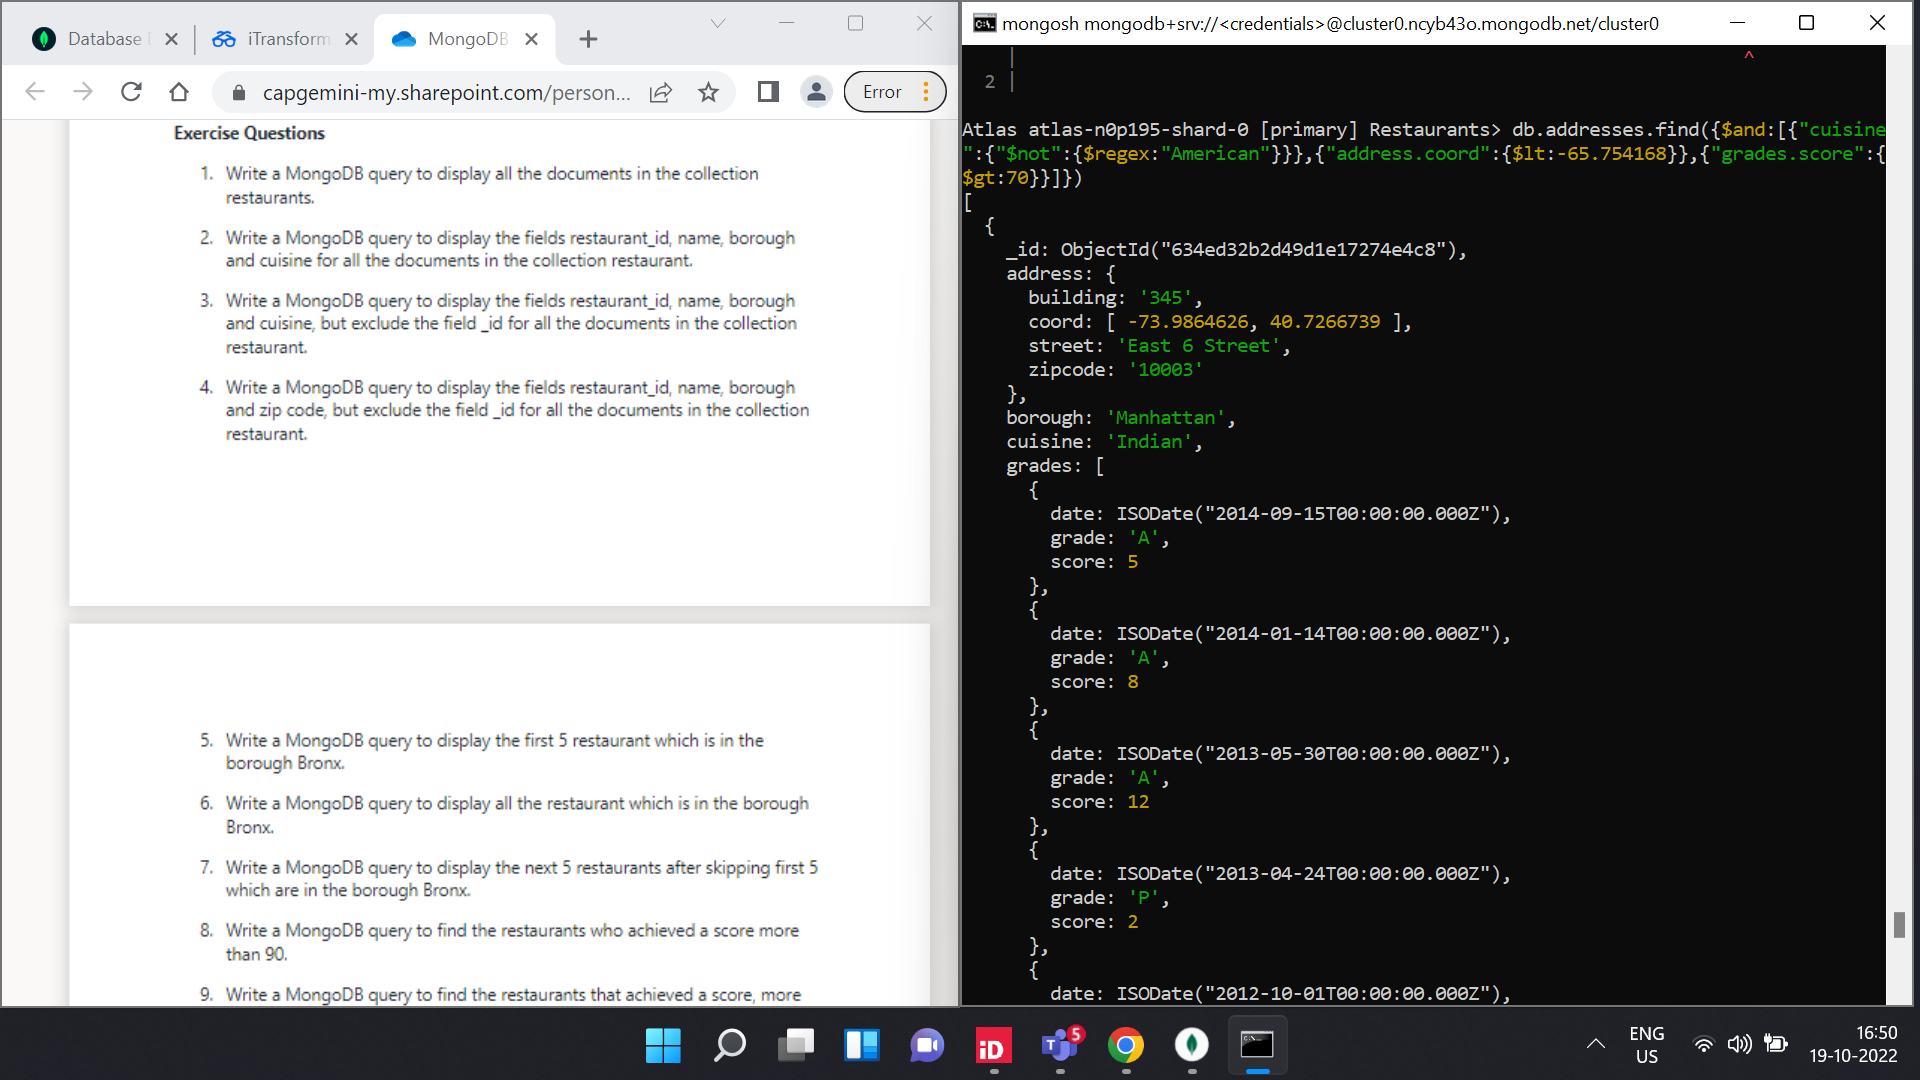 Database
iTransform
MongoDB
capgemini-my.sharepoint.com/person...
Error
Exercise Questions
1. Write a MongoDB query to display all the documents in the collection
restaurants.
2. Write a MongoDB query to display the fields restaurant_id, name, borough
and cuisine for all the documents in the collection restaurant.
3. Write a MongoDB query to display the fields restaurant_id, name, borough
and cuisine, but exclude the field _id for all the documents in the collection
restaurant.
4. Write a MongoDB query to display the fields restaurant_id, name, borough
and zip code, but exclude the field _id for all the documents in the collection
restaurant.
5. Write a MongoDB query to display the first 5 restaurant which is in the
borough Bronx.
6. Write a MongoDB query to display all the restaurant which is in the borough
Bronx.
7. Write a MongoDB query to display the next 5 restaurants after skipping first 5
which are in the borough Bronx.
8. Write a MongoDB query to find the restaurants who achieved a score more
than 90.
9. Write a MongoDB query to find the restaurants that achieved a score, more
mongosh mongodb+srv://<credentials>@cluster0.ncyb43o.mongodb.net/cluster0
| ^
2 |
Atlas atlas-n0p195-shard-0 [primary] Restaurants> db.addresses.find({$and:[{"cuisine
":{"$not":{$regex:"American"}}},{"address.coord":{$lt:-65.754168}},{"grades.score":{
$gt:70}}]})
[
{
_id: ObjectId("634ed32b2d49d1e17274e4c8"),
address: {
building: '345',
coord: [ -73.9864626, 40.7266739 ],
street: 'East 6 Street',
zipcode: '10003'
},
borough: 'Manhattan',
cuisine: 'Indian',
grades: [
{
date: ISODate("2014-09-15T00:00:00.000Z"),
grade: 'A',
score: 5
},
{
date: ISODate("2014-01-14T00:00:00.000Z"),
grade: 'A',
score: 8
},
{
date: ISODate("2013-05-30T00:00:00.000Z"),
grade: 'A',
score: 12
},
{
date: ISODate("2013-04-24T00:00:00.000Z"),
grade: 'P',
score: 2
},
{
date: ISODate("2012-10-01T00:00:00.000Z"),
iD
T 5
ENG
US
16:50
19-10-2022